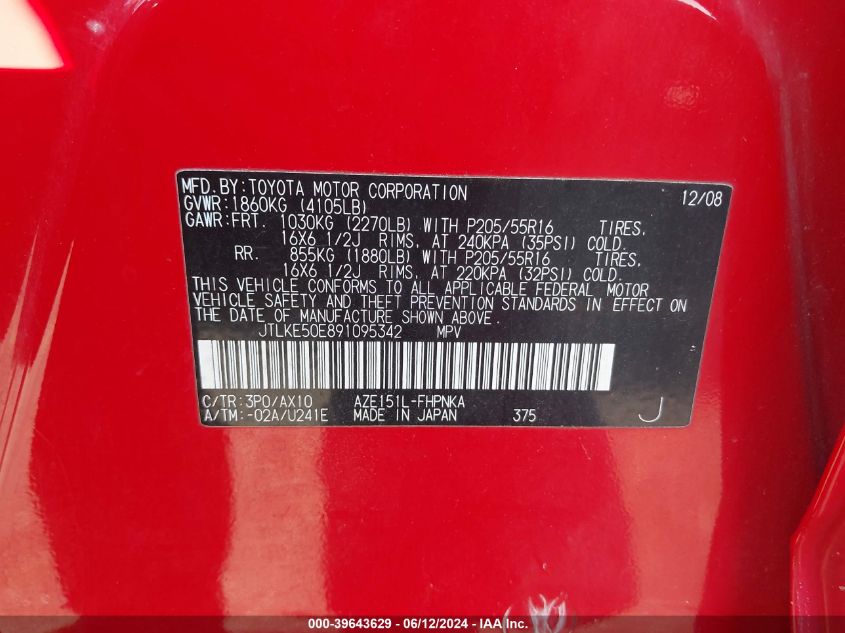 MFD.BY:TOYOTA MOTOR CORPORATION 12/08
GVWR:1860KG (4105LB)
GAWR:FRT. 1030KG (2270LB) WITH P205/55R16 TIRES,
16X6 1/2J RIMS, AT 240KPA (35PSI) COLD.
RR. 855KG (1880LB) WITH P205/55R16 TIRES,
16X6 1/2J RIMS, AT 220KPA (32PSI) COLD.
THIS VEHICLE CONFORMS TO ALL APPLICABLE FEDERAL MOTOR
VEHICLE SAFETY AND THEFT PREVENTION STANDARDS IN EFFECT ON
THE DATE OF MANUFACTURE SHOWN ABOVE.
JTLKE50E891095342 MPV
C/TR:3P0/AX10 AZE151L-FHPNKA
A/TM:-02A/U241E MADE IN JAPAN 375 J
000-39643629 - 06/12/2024 - IAA Inc.